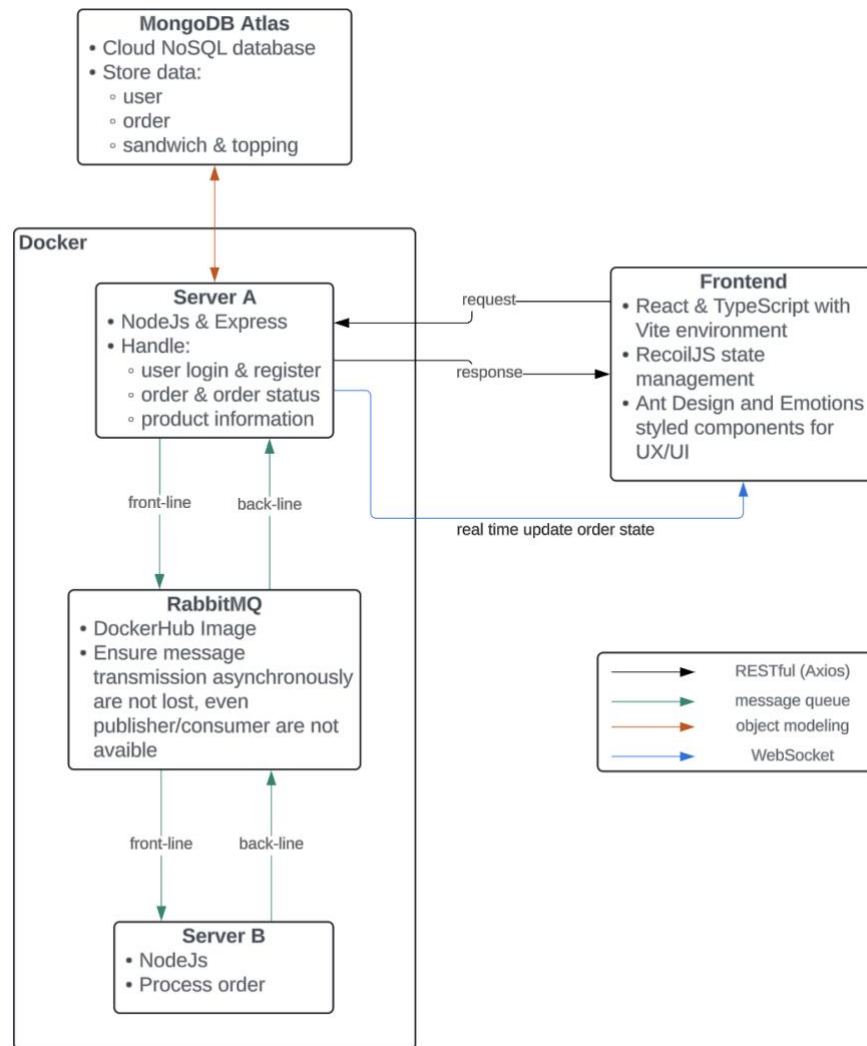 MongoDB Atlas
• Cloud NoSQL database
• Store data:
◦ user
◦ order
◦ sandwich & topping
Docker
Server A
• NodeJs & Express
• Handle:
◦ user login & register
◦ order & order status
◦ product information
request
response
Frontend
• React & TypeScript with
Vite environment
• RecoilJS state
management
• Ant Design and Emotions
styled components for
UX/UI
front-line
back-line
real time update order state
RabbitMQ
• DockerHub Image
• Ensure message
transmission asynchronously
are not lost, even
publisher/consumer are not
avaible
RESTful (Axios)
message queue
object modeling
WebSocket
front-line
back-line
Server B
• NodeJs
• Process order